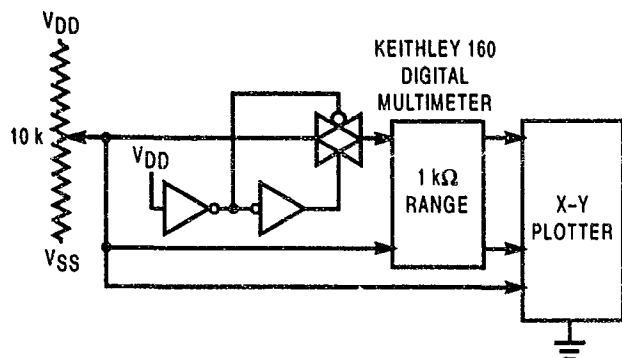 VDD
10 k
VSS
VDD
KEITHLEY 160
DIGITAL
MULTIMETER
1 kΩ
RANGE
X–Y
PLOTTER